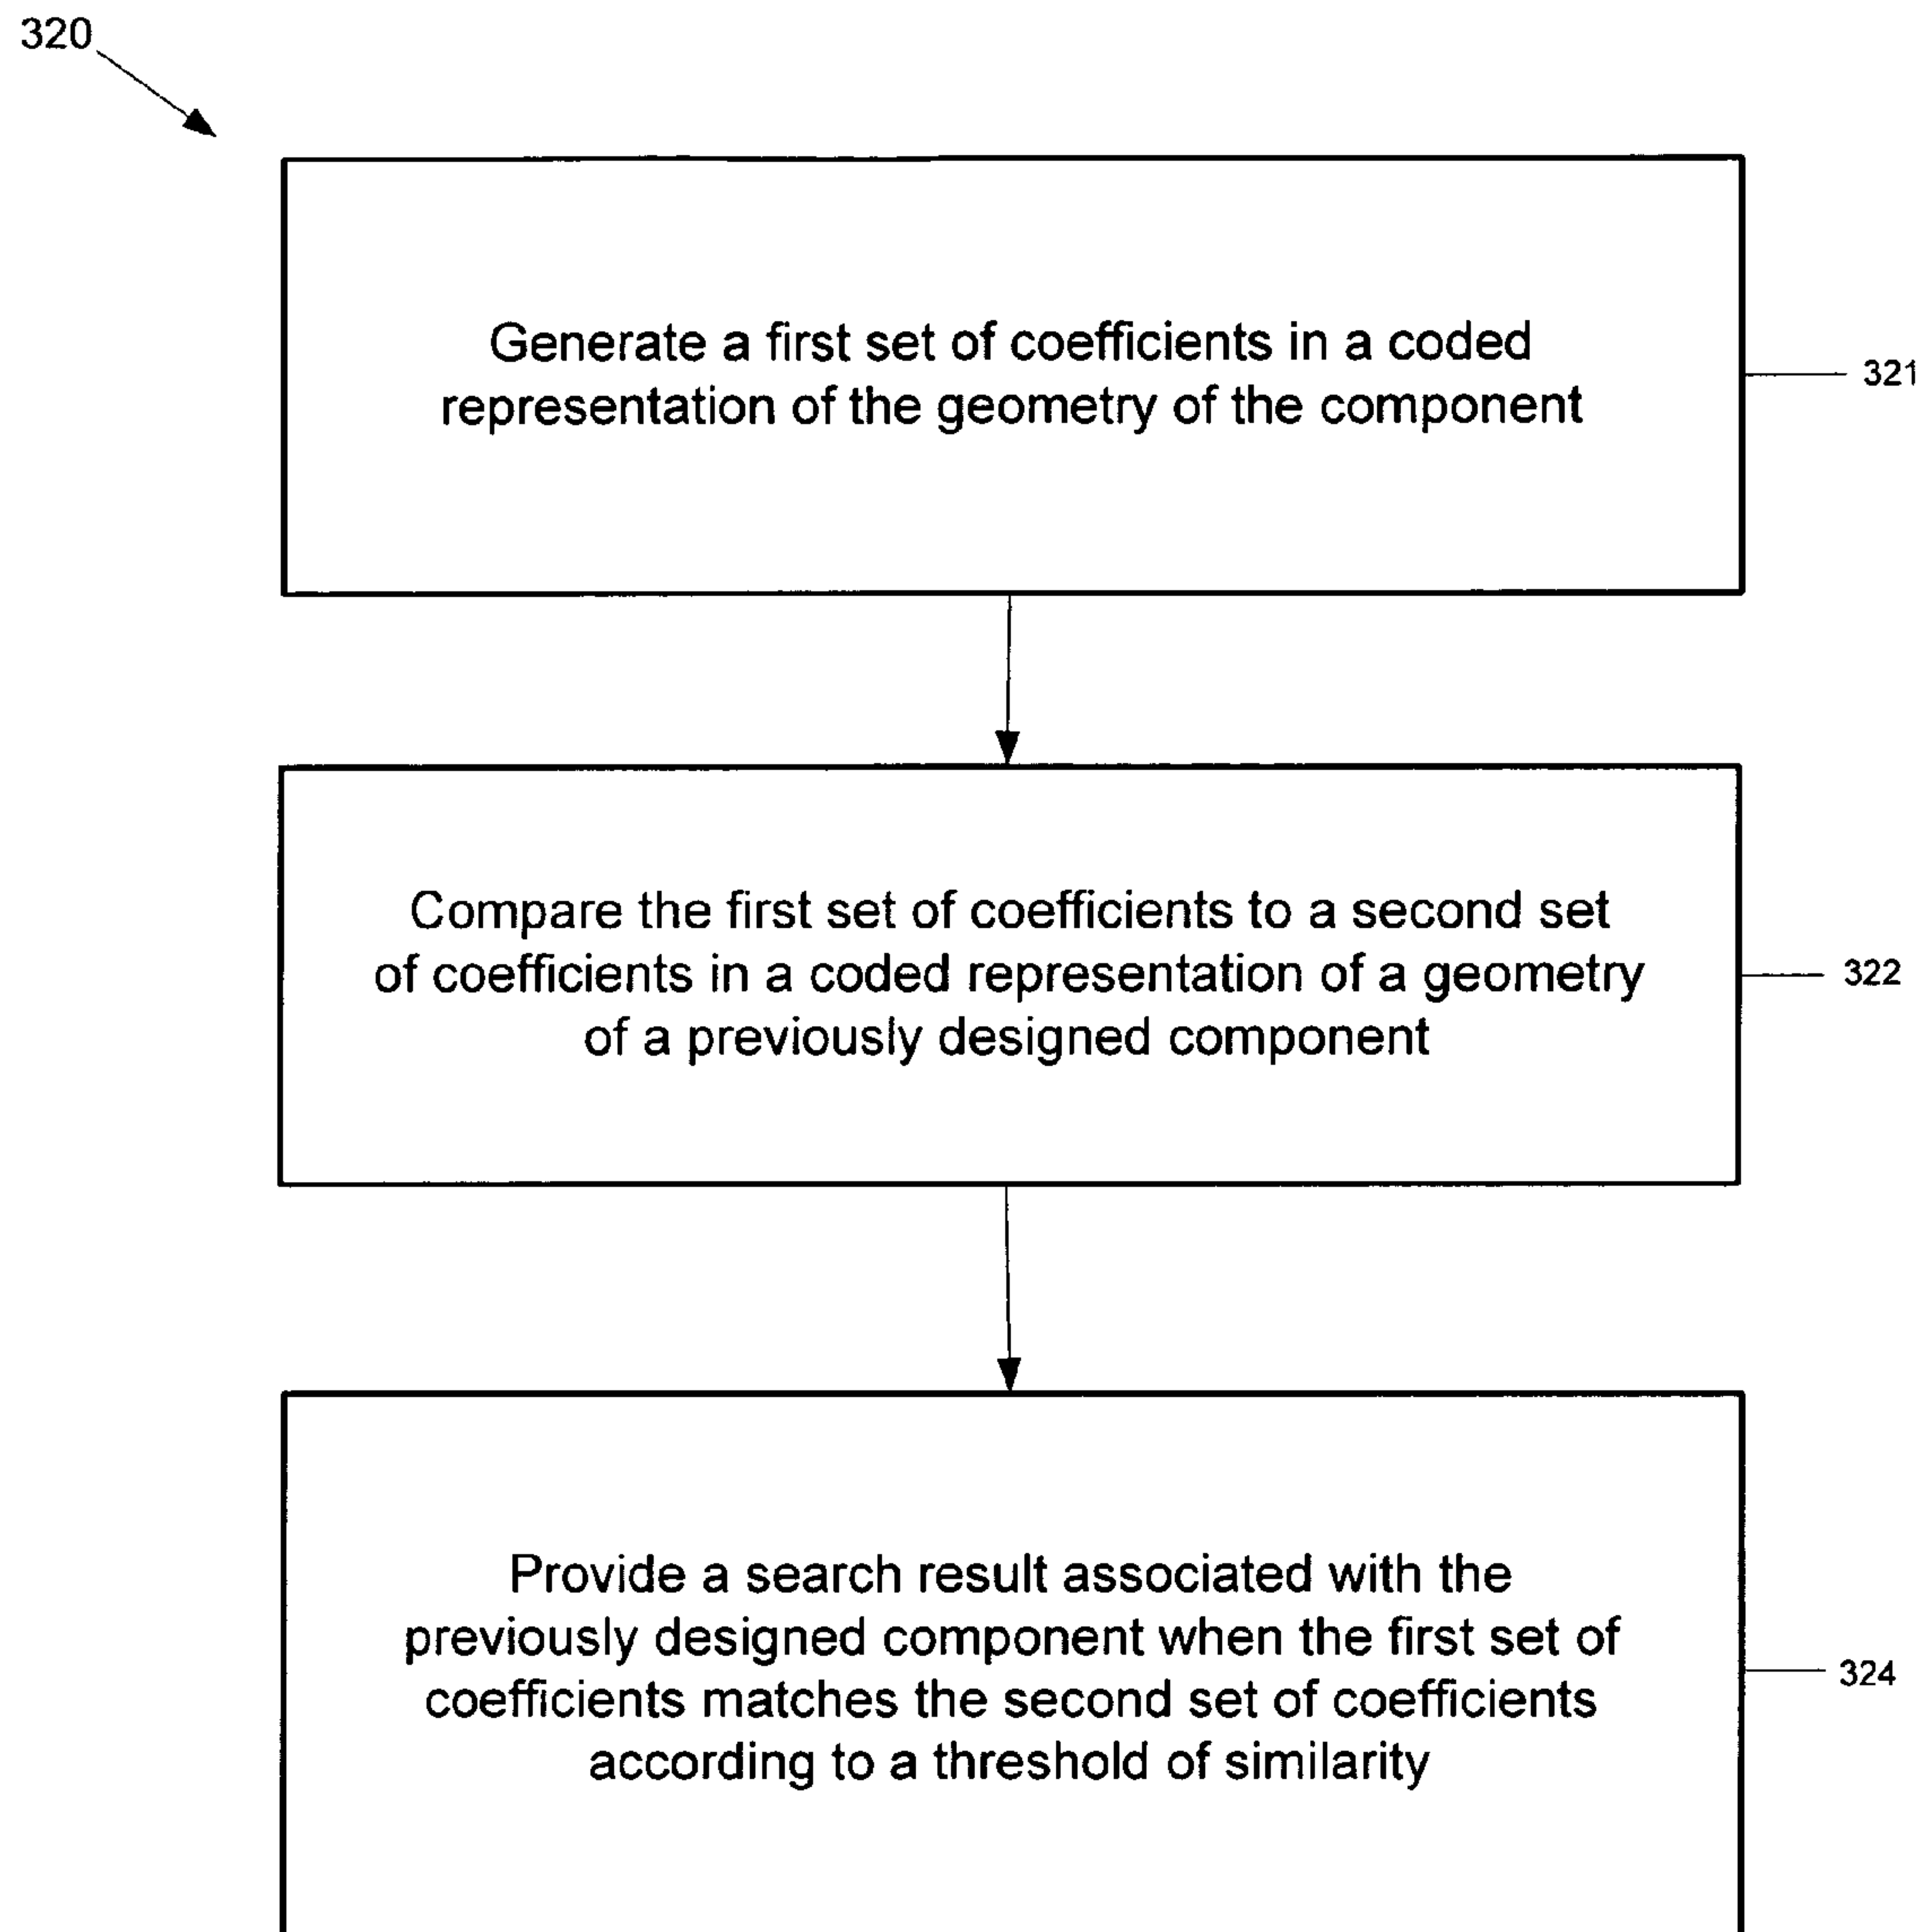 320
Generate a first set of coefficients in a coded
representation of the geometry of the component
321
Compare the first set of coefficients to a second set
of coefficients in a coded representation of a geometry
of a previously designed component
322
Provide a search result associated with the
previously designed component when the first set of
coefficients matches the second set of coefficients
according to a threshold of similarity
324